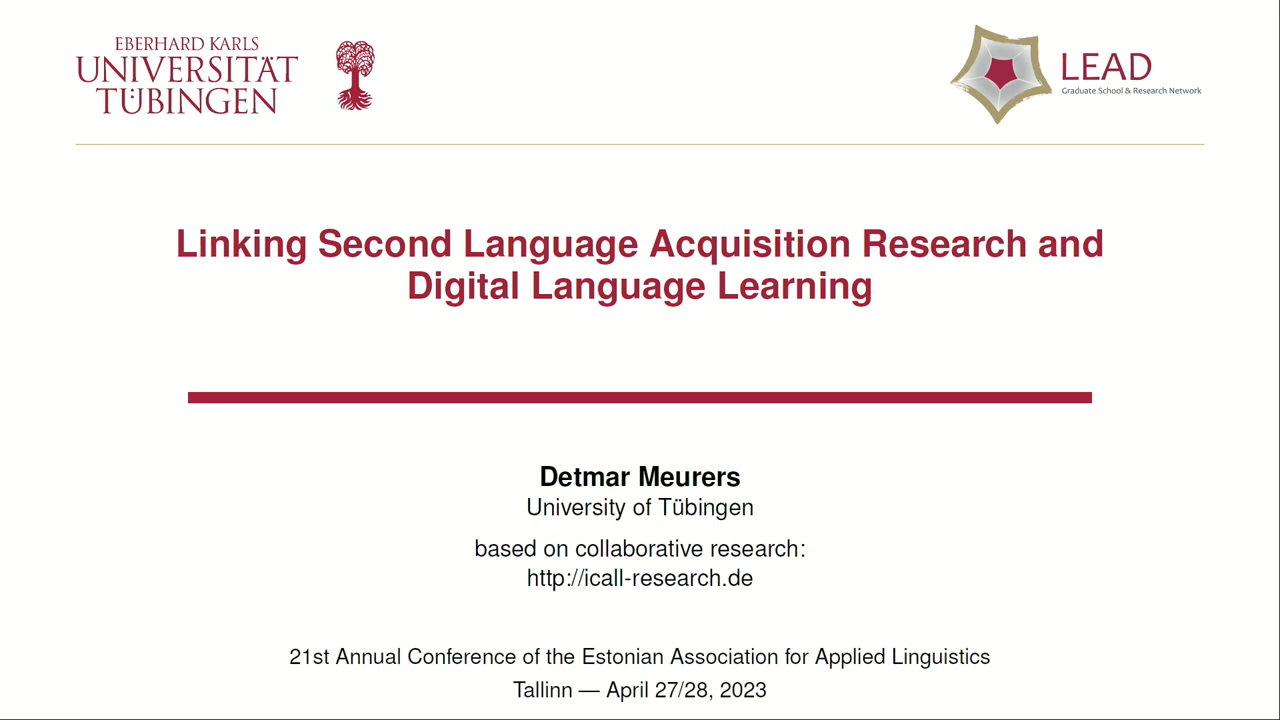 EBERHARD KARLS
UNIVERSITÄT
TÜBINGEN
LEAD
Graduate School & Research Network
Linking Second Language Acquisition Research and
Digital Language Learning
Detmar Meurers
University of Tübingen
based on collaborative research:
http://icall-research.de
21st Annual Conference of the Estonian Association for Applied Linguistics
Tallinn — April 27/28, 2023